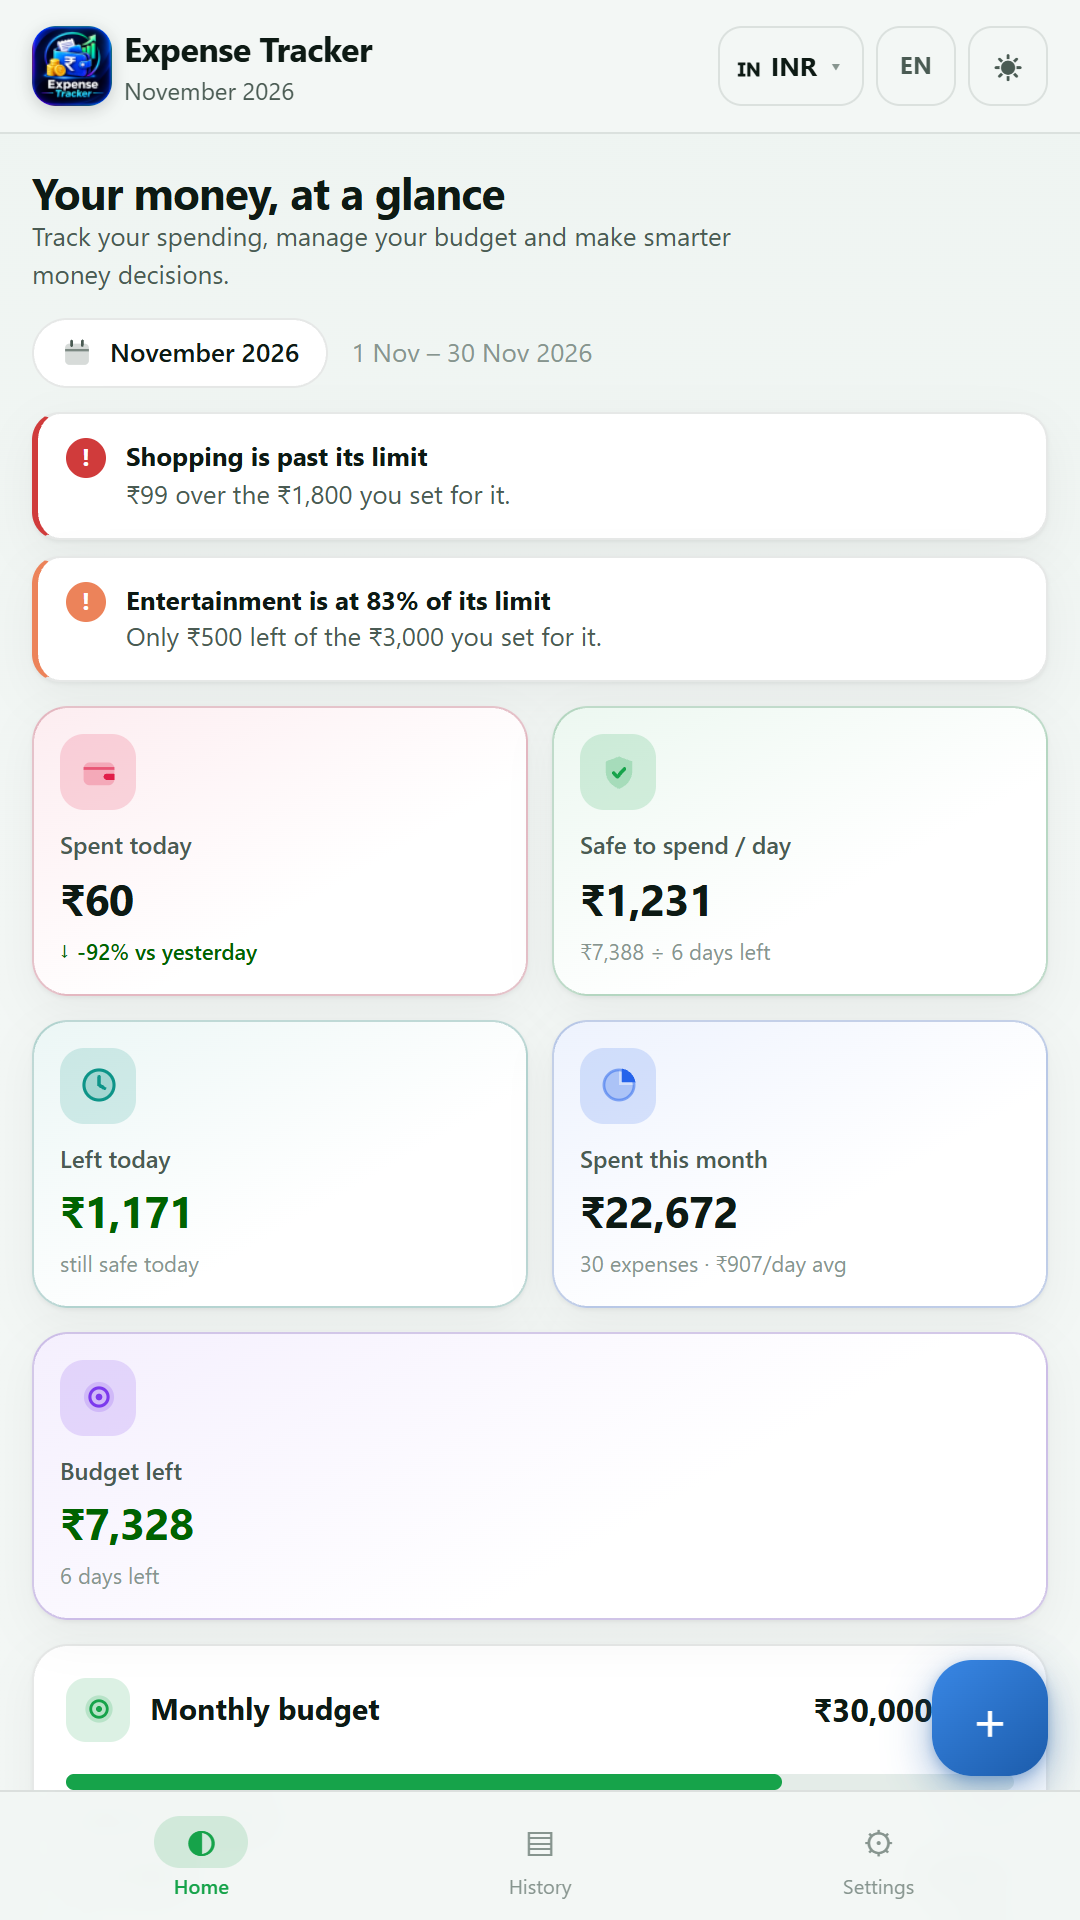 Expense
Tracker
Expense Tracker
November 2026
IN INR ▼
EN
Your money, at a glance
Track your spending, manage your budget and make smarter
money decisions.
November 2026
1 Nov – 30 Nov 2026
!
Shopping is past its limit
₹99 over the ₹1,800 you set for it.
!
Entertainment is at 83% of its limit
Only ₹500 left of the ₹3,000 you set for it.
Spent today
₹60
↓ -92% vs yesterday
Safe to spend / day
₹1,231
₹7,388 ÷ 6 days left
Left today
₹1,171
still safe today
Spent this month
₹22,672
30 expenses · ₹907/day avg
Budget left
₹7,328
6 days left
Monthly budget
₹30,000
+
Home
History
Settings